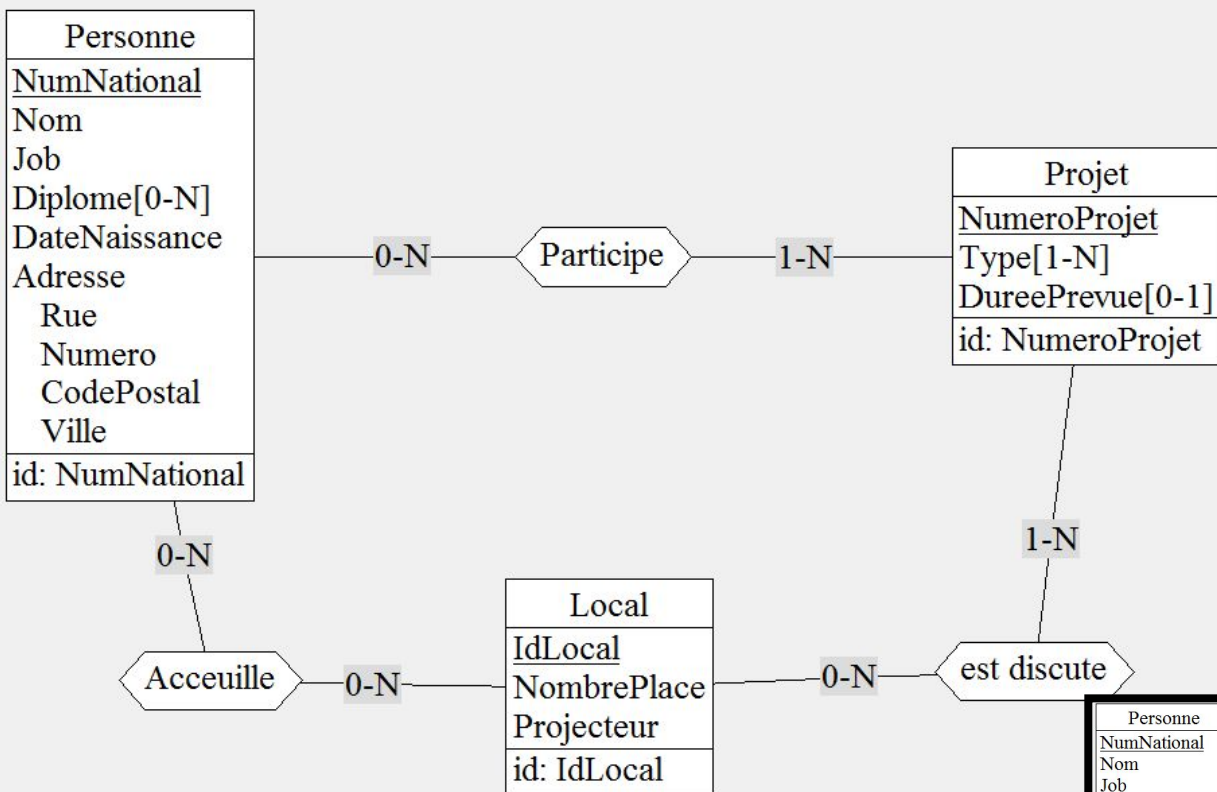 Personne
NumNational
Nom
Job
Diplome[0-N]
DateNaissance
Adresse
Rue
Numero
CodePostal
Ville
id: NumNational
0-N
Participe
1-N
Projet
NumeroProjet
Type[1-N]
DureePrevue[0-1]
id: NumeroProjet
0-N
1-N
Acceuille
0-N
Local
IdLocal
NombrePlace
Projecteur
id: IdLocal
0-N
est discute
Personne
NumNational
Nom
Job